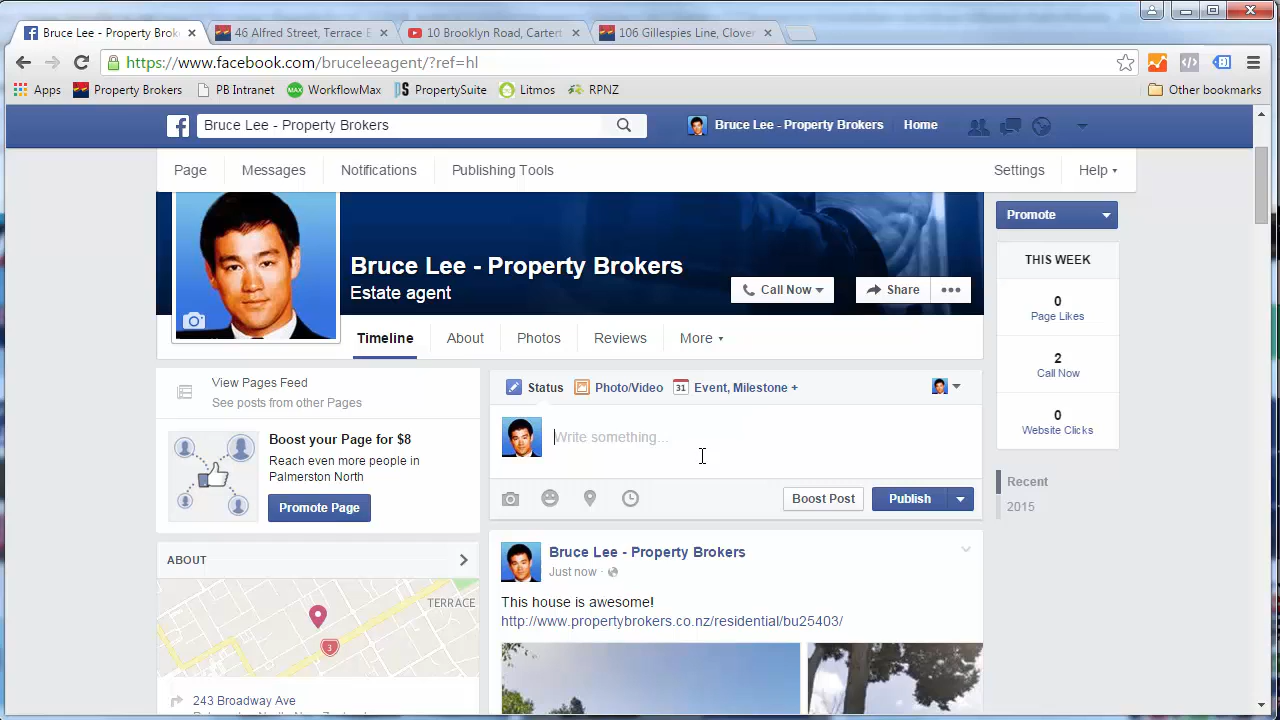 Bruce Lee - Property Brok
46 Alfred Street, Terrace E
10 Brooklyn Road, Cartert
106 Gillespies Line, Clover
https://www.facebook.com/bruceleeagent/?ref=hl
Apps
Property Brokers
PB Intranet
MAX
WorkflowMax
PropertySuite
Litmos
RPNZ
Other bookmarks
Bruce Lee - Property Brokers
Bruce Lee - Property Brokers
Home
Page
Messages
Notifications
Publishing Tools
Settings
Help
Bruce Lee - Property Brokers
Estate agent
Call Now
Share
Timeline
About
Photos
Reviews
More
Promote
THIS WEEK
0
Page Likes
2
Call Now
0
Website Clicks
Recent
2015
View Pages Feed
See posts from other Pages
Boost your Page for $8
Reach even more people in
Palmerston North
Promote Page
ABOUT
TERRACE
3
243 Broadway Ave
Status
Photo/Video
31
Event, Milestone +
Write something...
Boost Post
Publish
Bruce Lee - Property Brokers
Just now
This house is awesome!
http://www.propertybrokers.co.nz/residential/bu25403/